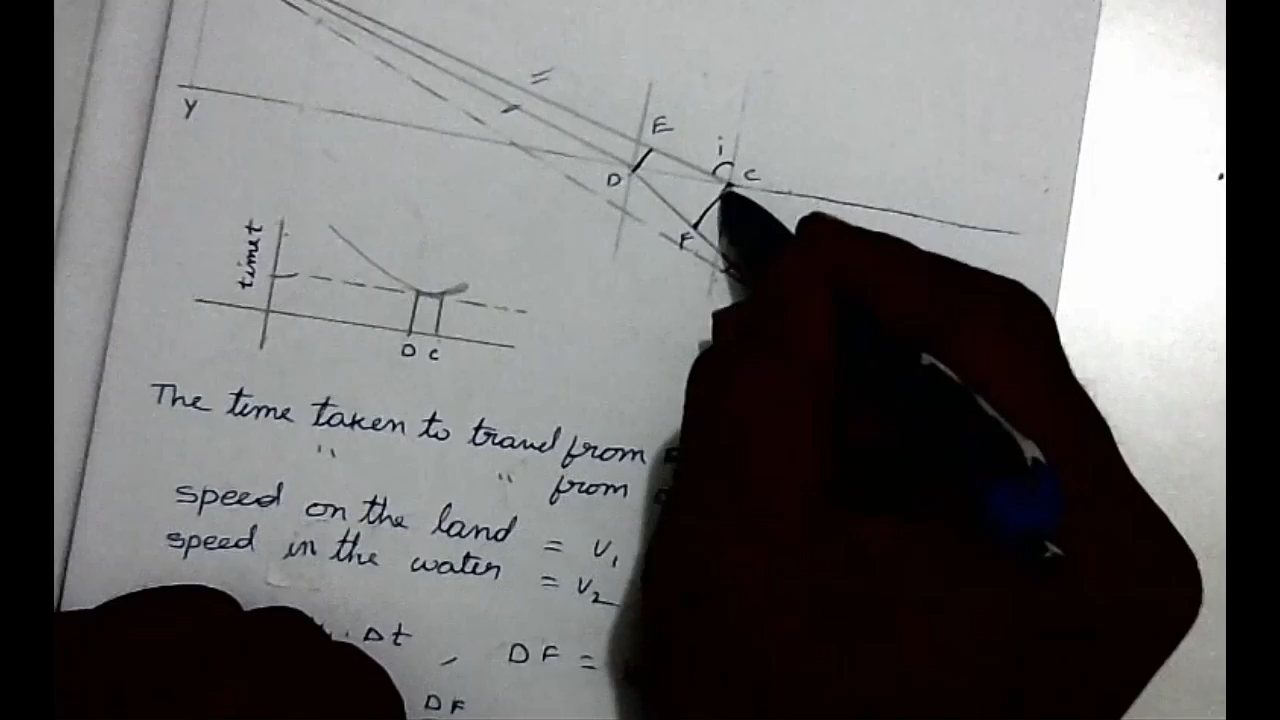 Y
E
i
D
C
F
time t
D C
The time taken to travel from
" " from
speed on the land = v₁
speed in the water = v₂
Δt , DF =
DF